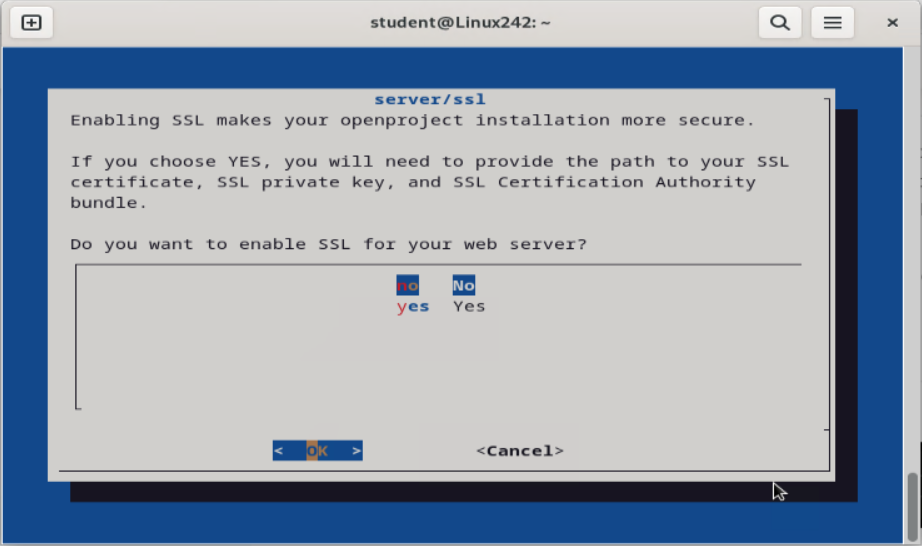 student@Linux242: ~
server/ssl
Enabling SSL makes your openproject installation more secure.
If you choose YES, you will need to provide the path to your SSL
certificate, SSL private key, and SSL Certification Authority
bundle.
Do you want to enable SSL for your web server?
no No
yes Yes
< OK > <Cancel>